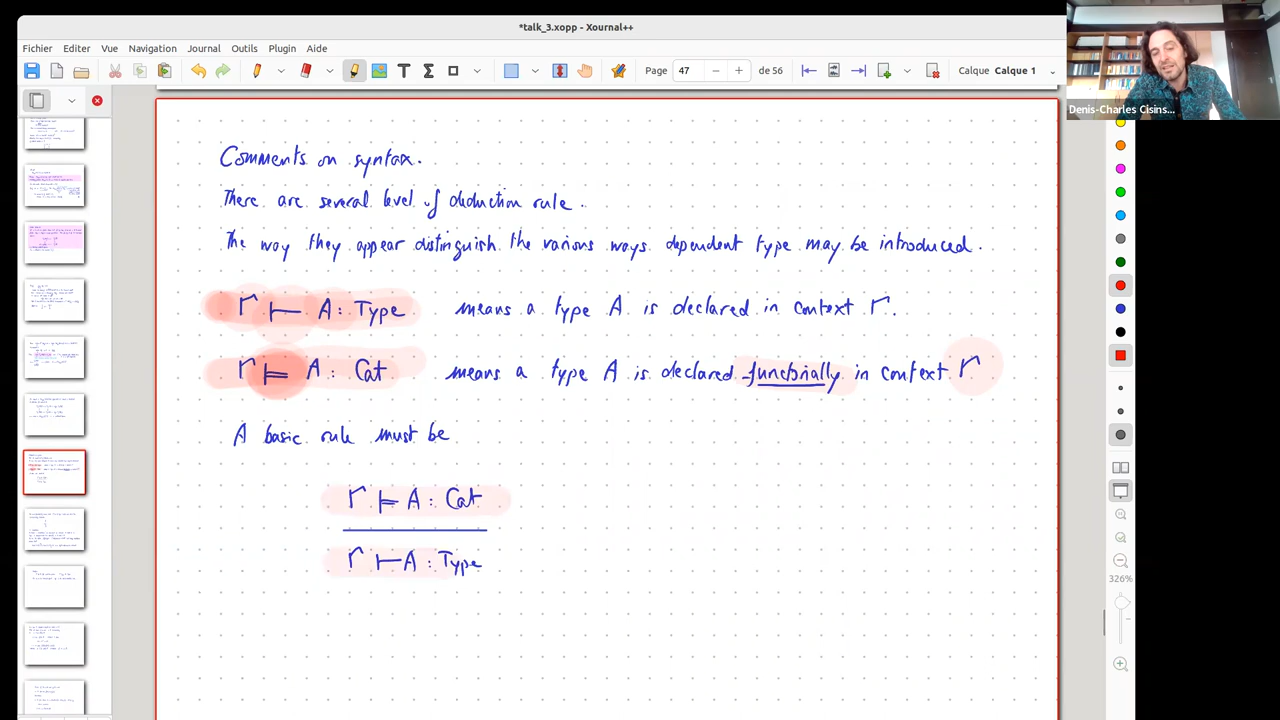 *talk_3.xopp - Xournal++
Fichier Editer Vue Navigation Journal Outils Plugin Aide
Page 47 de 56 Calque Calque 1
Denis-Charles Cisins...
Comments on syntax.
There are several level of deduction rule.
The way they appear distinguish the various ways dependent type may be introduced.
Γ ⊢ A : Type means a type A is declared in context Γ.
Γ ⊨ A : Cat means a type A is declared functorially in context Γ
A basic rule must be
Γ ⊨ A : Cat
Γ ⊢ A : Type
326%